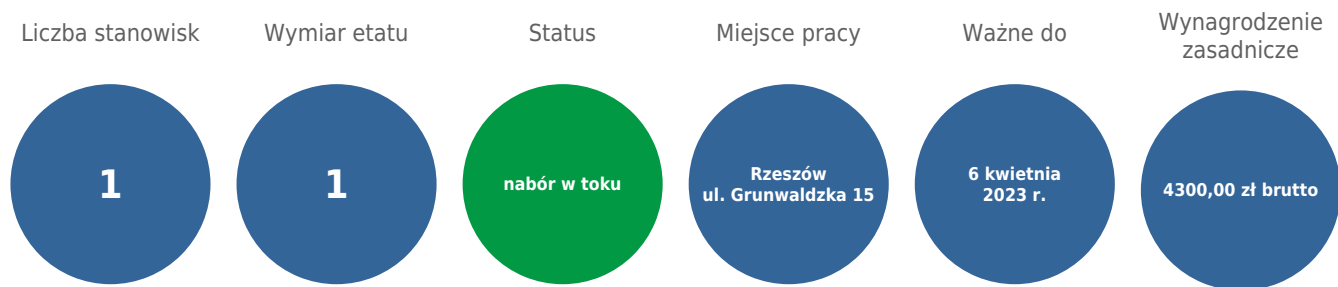 Liczba stanowisk
1
Wymiar etatu
1
Status
nabór w toku
Miejsce pracy
Rzeszów
ul. Grunwaldzka 15
Ważne do
6 kwietnia
2023 r.
Wynagrodzenie
zasadnicze
4300,00 zł brutto